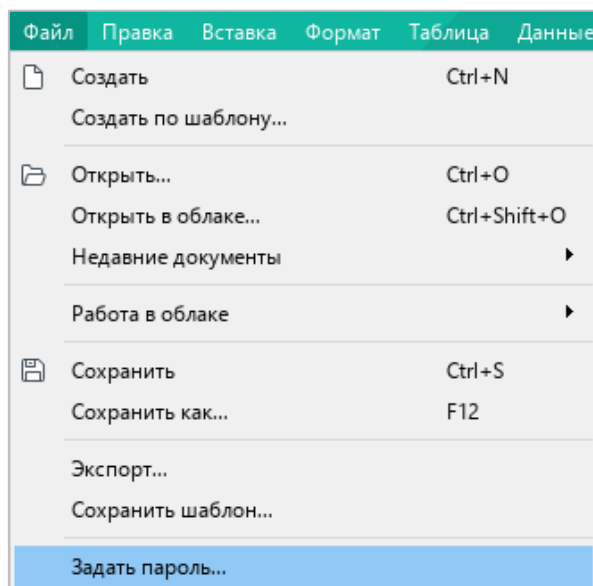 Файл Правка Вставка Формат Таблица Данные
Создать Ctrl+N
Создать по шаблону...
Открыть... Ctrl+O
Открыть в облаке... Ctrl+Shift+O
Недавние документы
Работа в облаке
Сохранить Ctrl+S
Сохранить как... F12
Экспорт...
Сохранить шаблон...
Задать пароль...